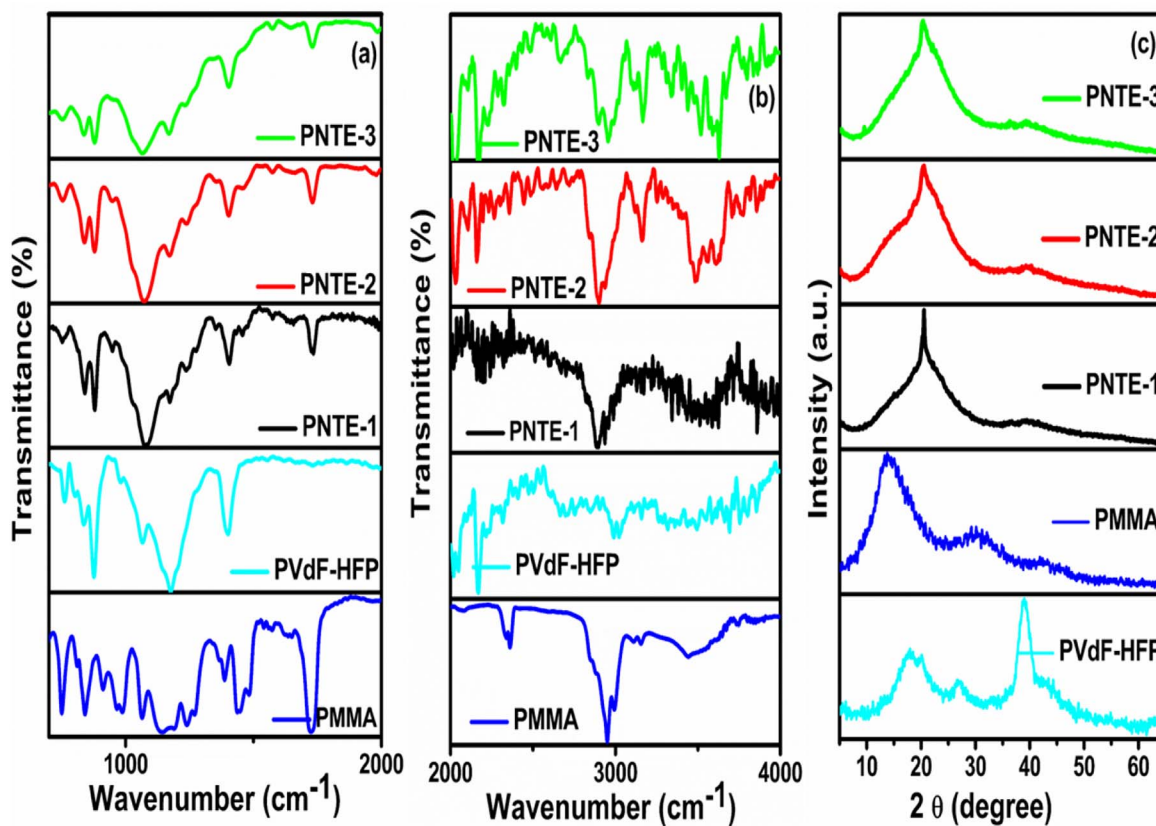 (a)
PNTE-3
PNTE-2
PNTE-1
PVdF-HFP
PMMA
Transmittance (%)
Transmittance (%)
1000 2000
Wavenumber (cm⁻¹)
(b)
PNTE-3
PNTE-2
PNTE-1
PVdF-HFP
PMMA
Transmittance (%)
Transmittance (%)
2000 3000 4000
Wavenumber (cm⁻¹)
(c)
PNTE-3
PNTE-2
PNTE-1
PMMA
PVdF-HFP
Intensity (a.u.)
10 20 30 40 50 60
2 θ (degree)